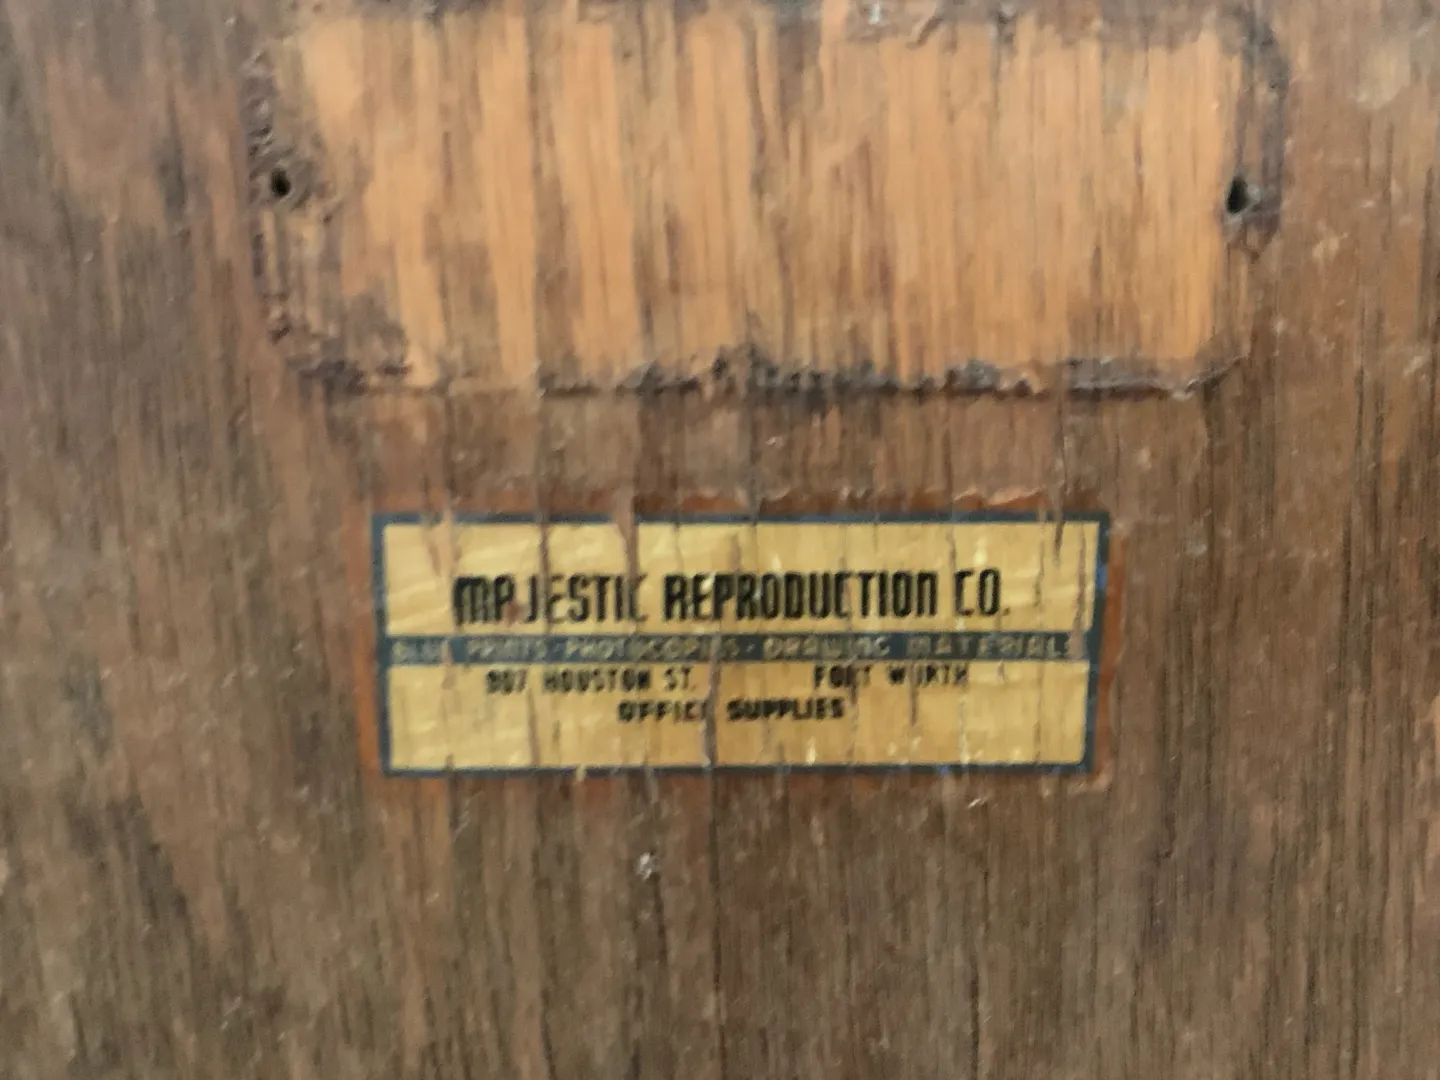 MAJESTIC REPRODUCTION CO.
BLUE PRINTS · PHOTOCOPIES · DRAWING MATERIALS
907 HOUSTON ST. FORT WORTH
OFFICE SUPPLIES